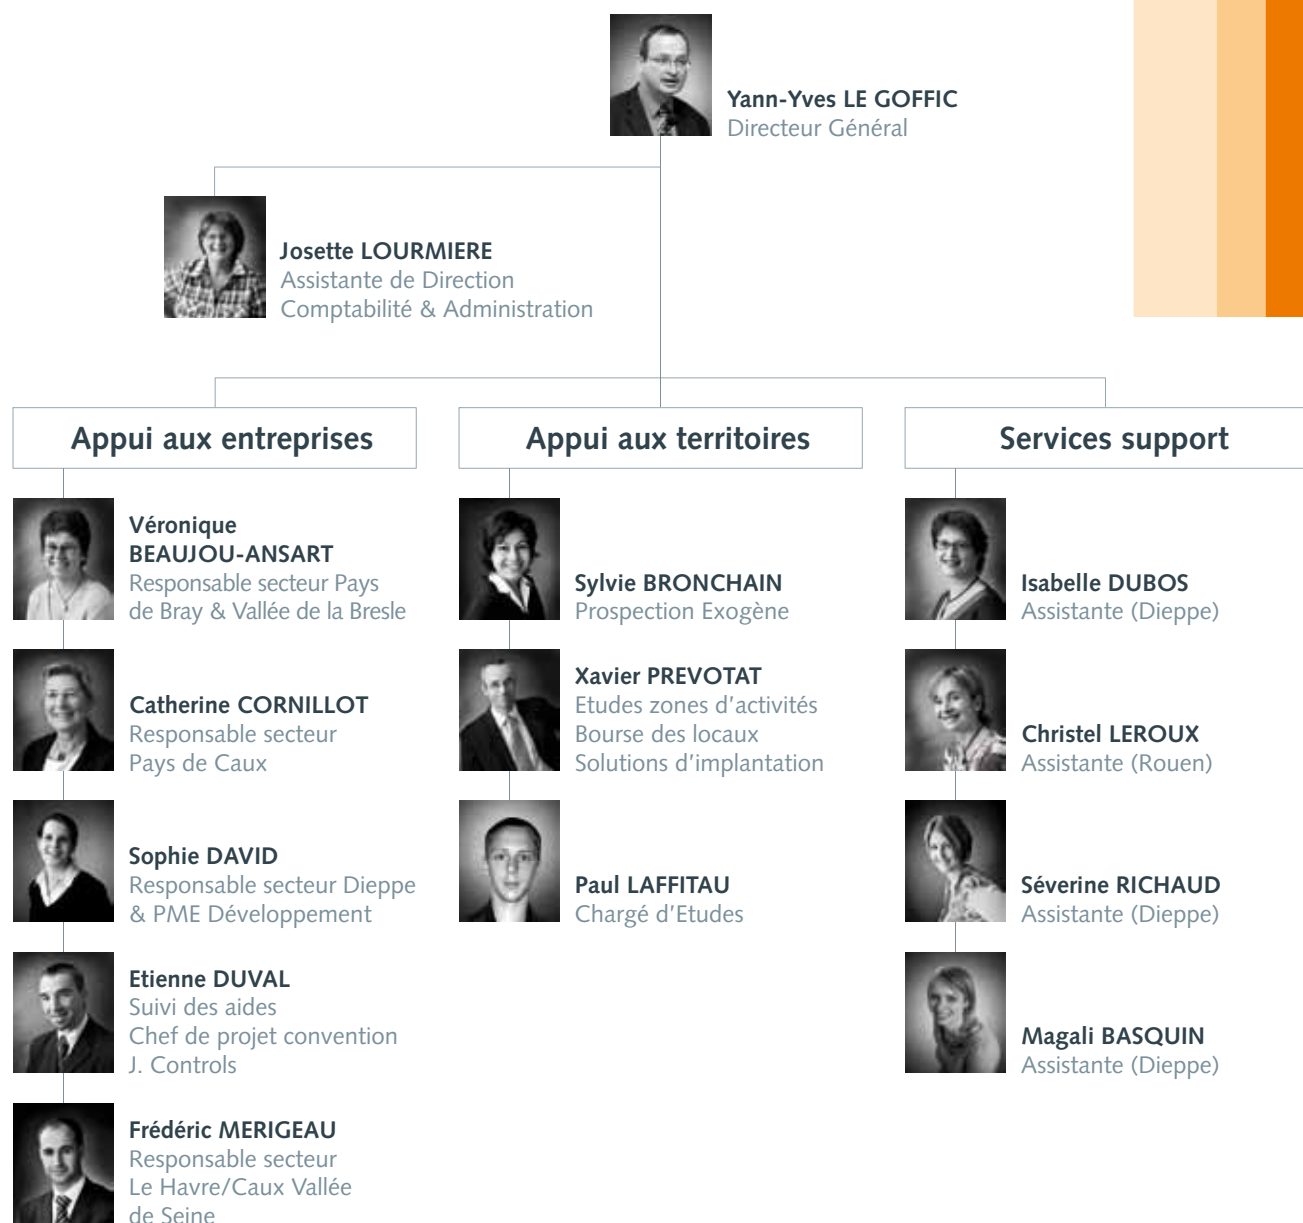 Yann-Yves LE GOFFIC
Directeur Général
Josette LOURMIERE
Assistante de Direction
Comptabilité & Administration
Appui aux entreprises
Véronique
BEAUJOU-ANSART
Responsable secteur Pays
de Bray & Vallée de la Bresle
Catherine CORNILLOT
Responsable secteur
Pays de Caux
Sophie DAVID
Responsable secteur Dieppe
& PME Développement
Etienne DUVAL
Suivi des aides
Chef de projet convention
J. Controls
Frédéric MERIGEAU
Responsable secteur
Le Havre/Caux Vallée
de Seine
Appui aux territoires
Sylvie BRONCHAIN
Prospection Exogène
Xavier PREVOTAT
Etudes zones d’activités
Bourse des locaux
Solutions d’implantation
Paul LAFFITAU
Chargé d’Etudes
Services support
Isabelle DUBOS
Assistante (Dieppe)
Christel LEROUX
Assistante (Rouen)
Séverine RICHAUD
Assistante (Dieppe)
Magali BASQUIN
Assistante (Dieppe)